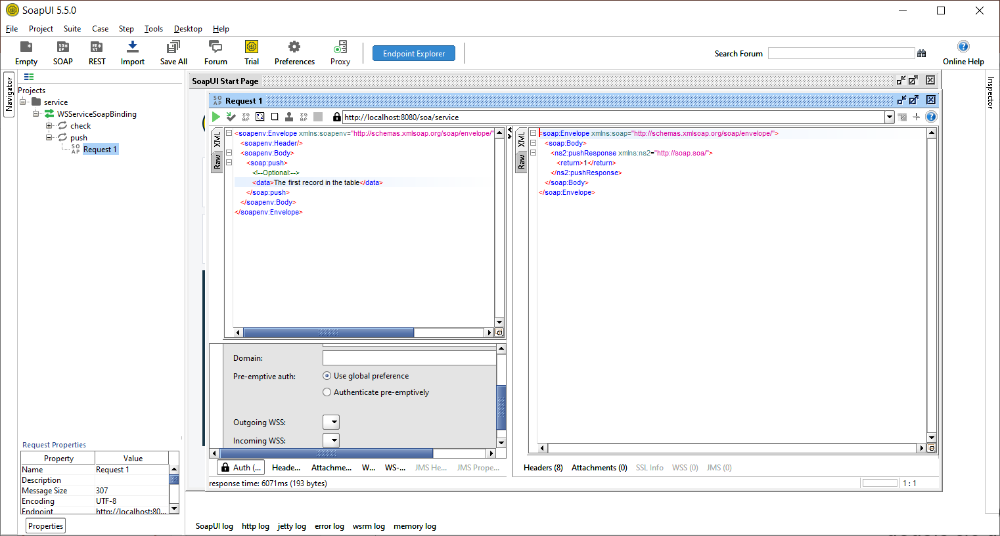 SoapUI 5.5.0
File Project Suite Case Step Tools Desktop Help
Empty SOAP REST Import Save All Forum Trial Preferences Proxy Endpoint Explorer Search Forum Online Help
Navigator
Projects
service
WSServiceSoapBinding
check
push
SO AP Request 1
SoapUI Start Page
SO AP Request 1
http://localhost:8080/soa/service
XML
Raw
<soapenv:Envelope xmlns:soapenv="http://schemas.xmlsoap.org/soap/envelope/"
<soapenv:Header/>
<soapenv:Body>
<soap:push>
<!--Optional:-->
<data>The first record in the table</data>
</soap:push>
</soapenv:Body>
</soapenv:Envelope>
XML
Raw
<soap:Envelope xmlns:soap="http://schemas.xmlsoap.org/soap/envelope/">
<soap:Body>
<ns2:pushResponse xmlns:ns2="http://soap.soa/">
<return>1</return>
</ns2:pushResponse>
</soap:Body>
</soap:Envelope>
Inspector
Domain:
Pre-emptive auth: Use global preference
Authenticate pre-emptively
Outgoing WSS:
Incoming WSS:
Auth (... Heade... Attachme... W... WS-... JMS He... JMS Prope...
Headers (8) Attachments (0) SSL Info WSS (0) JMS (0)
response time: 6071ms (193 bytes)
1 : 1
Request Properties
Property Value
Name Request 1
Description
Message Size 307
Encoding UTF-8
Endpoint http://localhost:80...
Properties
SoapUI log http log jetty log error log wsrm log memory log